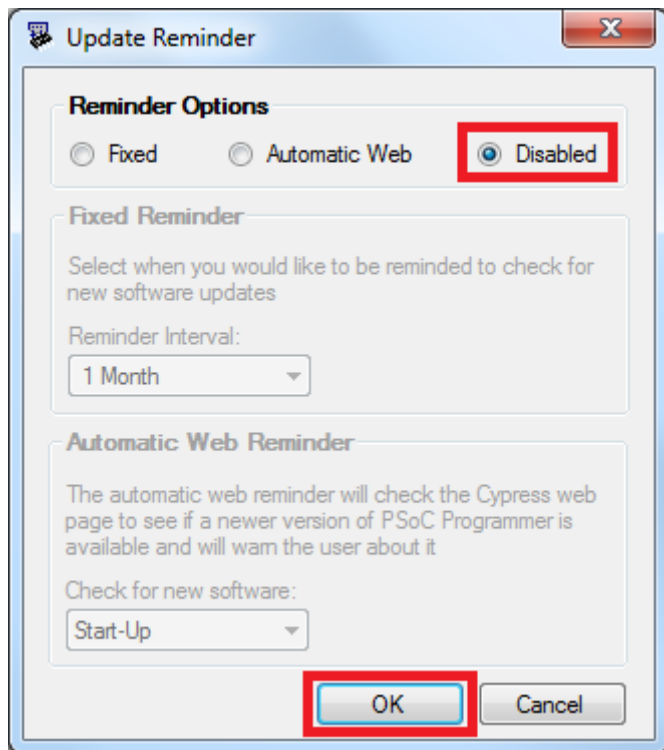 Update Reminder
Reminder Options
Fixed Automatic Web Disabled
Fixed Reminder
Select when you would like to be reminded to check for
new software updates
Reminder Interval:
1 Month
Automatic Web Reminder
The automatic web reminder will check the Cypress web
page to see if a newer version of PSoC Programmer is
available and will warn the user about it
Check for new software:
Start-Up
OK Cancel